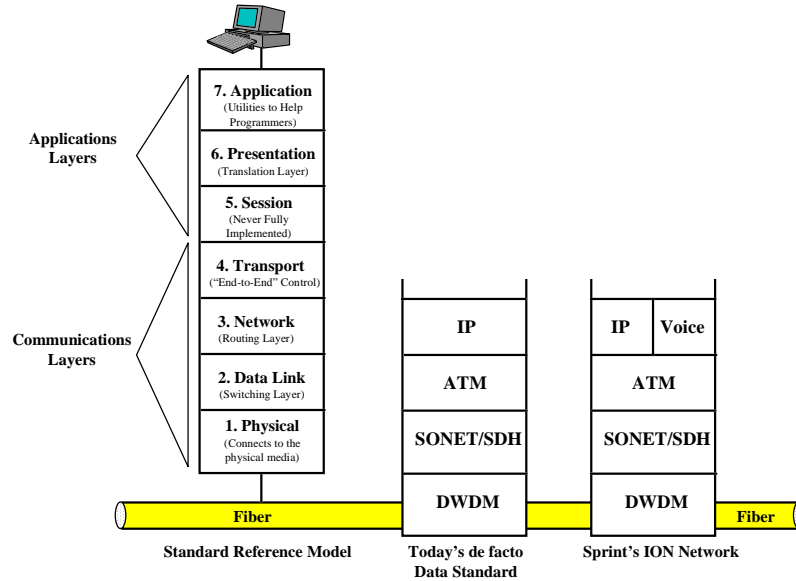 7. Application
(Utilities to Help
Programmers)
Applications
Layers
6. Presentation
(Translation Layer)
5. Session
(Never Fully
Implemented)
4. Transport
(“End-to-End” Control)
3. Network
(Routing Layer)
Communications
Layers
2. Data Link
(Switching Layer)
1. Physical
(Connects to the
physical media)
IP
ATM
SONET/SDH
DWDM
IP
Voice
ATM
SONET/SDH
DWDM
Fiber
Fiber
Standard Reference Model
Today's de facto
Data Standard
Sprint's ION Network